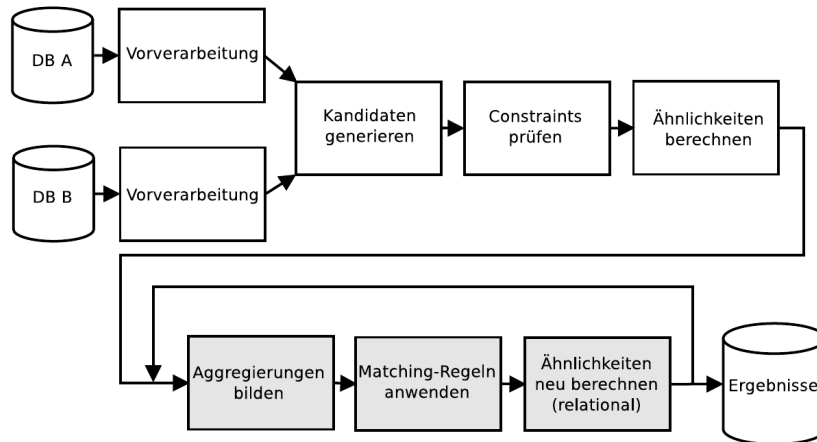 DB A
Vorverarbeitung
Kandidaten
generieren
Constraints
prüfen
Ähnlichkeiten
berechnen
DB B
Vorverarbeitung
Aggregierungen
bilden
Matching-Regeln
anwenden
Ähnlichkeiten
neu berechnen
(relational)
Ergebnisse